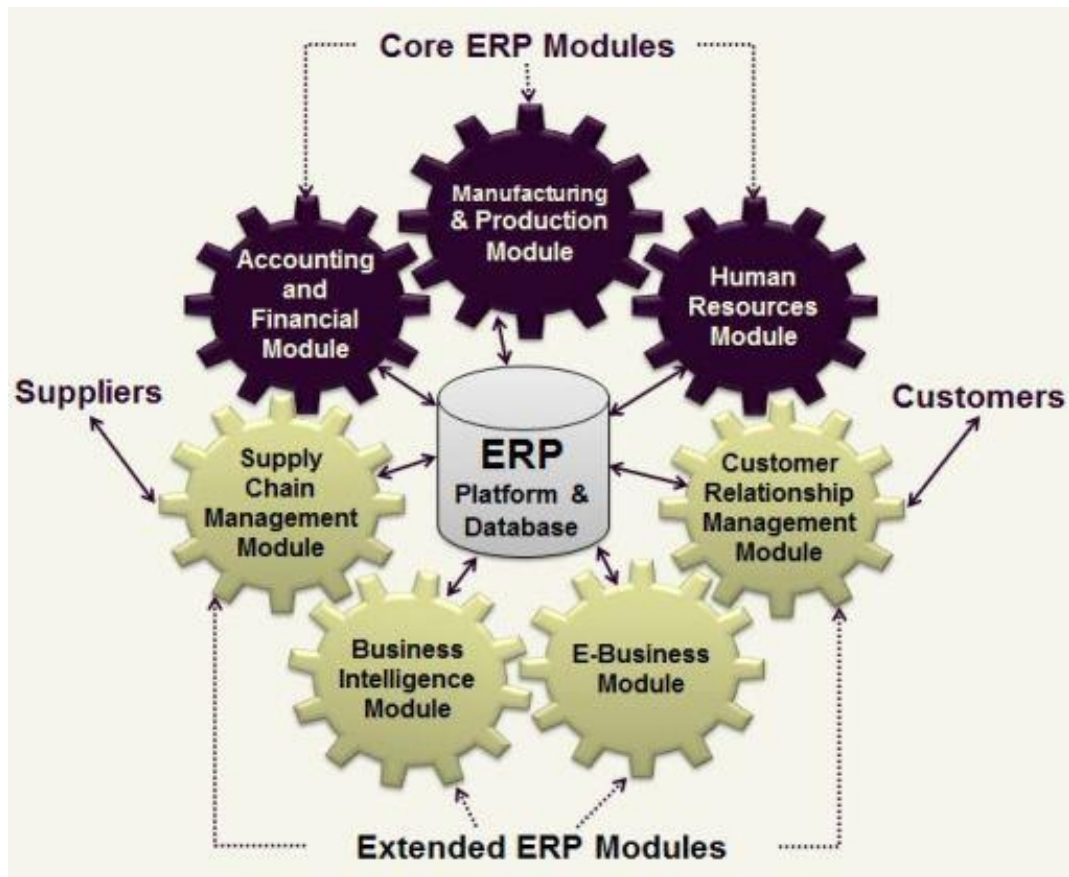 Core ERP Modules
Manufacturing
& Production
Module
Accounting
and
Financial
Module
Human
Resources
Module
Suppliers
Customers
ERP
Platform &
Database
Supply
Chain
Management
Module
Customer
Relationship
Management
Module
Business
Intelligence
Module
E-Business
Module
Extended ERP Modules